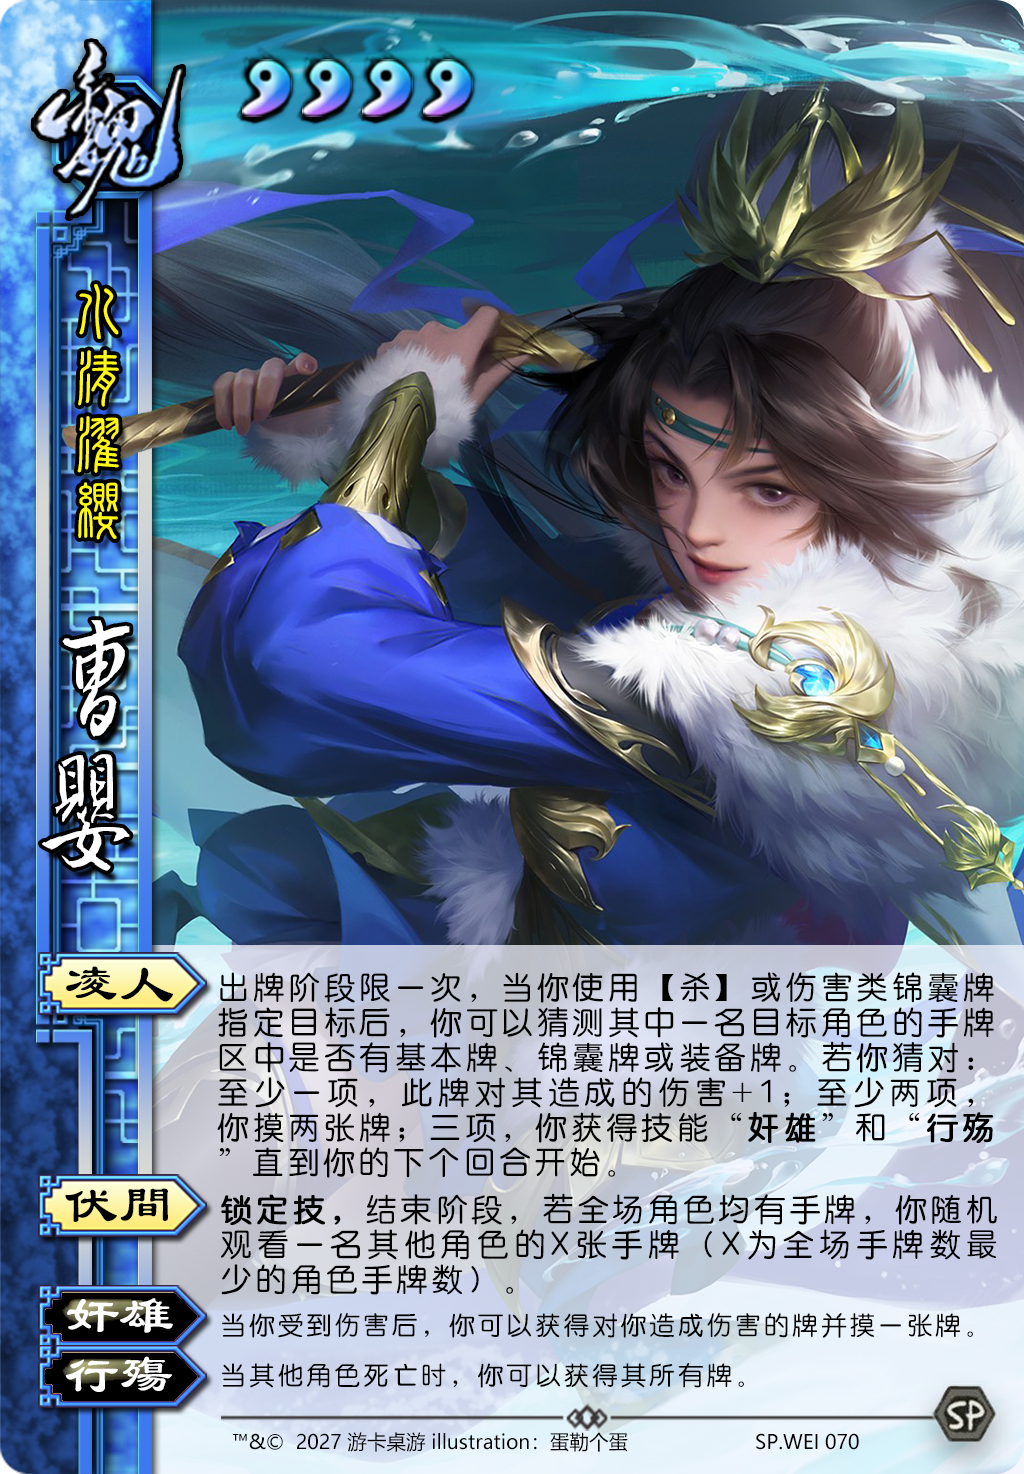 魏
水清濯纓
曹嬰
凌人
出牌阶段限一次，当你使用【杀】或伤害类锦囊牌
指定目标后，你可以猜测其中一名目标角色的手牌
区中是否有基本牌、锦囊牌或装备牌。若你猜对：
至少一项，此牌对其造成的伤害+1；至少两项，
你摸两张牌；三项，你获得技能“奸雄”和“行殇
”直到你的下个回合开始。
伏間
锁定技，结束阶段，若全场角色均有手牌，你随机
观看一名其他角色的X张手牌（X为全场手牌数最
少的角色手牌数）。
奸雄
当你受到伤害后，你可以获得对你造成伤害的牌并摸一张牌。
行殤
当其他角色死亡时，你可以获得其所有牌。
SP
™&© 2027 游卡桌游 illustration：蛋勒个蛋
SP.WEI 070